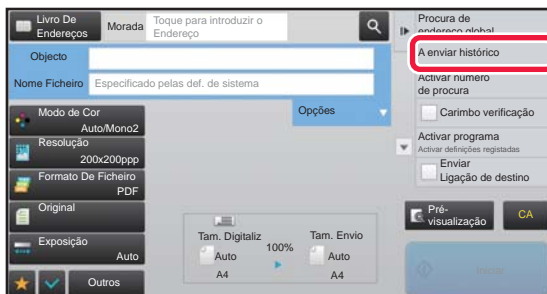 Livro De
Endereços
Morada
Toque para introduzir o
Endereço
Objecto
Nome Ficheiro
Especificado pelas def. de sistema
Opções
Modo de Cor
Auto/Mono2
Resolução
200x200ppp
Formato De Ficheiro
PDF
Original
Exposição
Auto
Outros
Tam. Digitaliz
Auto
A4
100%
Tam. Envio
Auto
A4
Procura de
endereço global
A enviar histórico
Activar número
de procura
Carimbo verificação
Activar programa
Activar definições registadas
Enviar
Ligação de destino
Pré-
visualização
CA